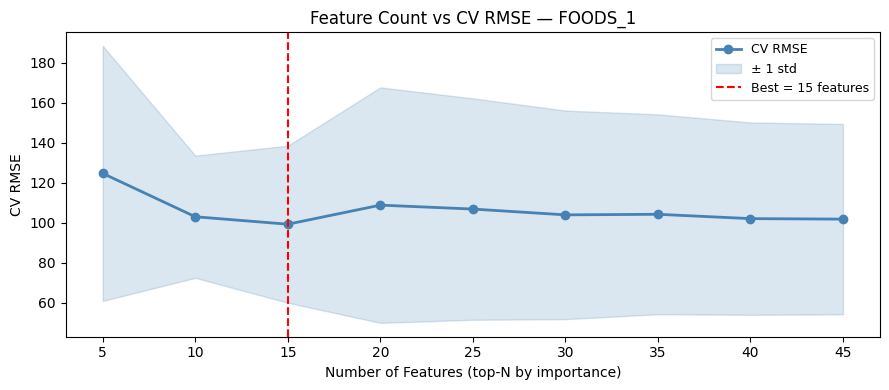 Feature Count vs CV RMSE — FOODS_1
CV RMSE
± 1 std
Best = 15 features
180
160
140
120
100
80
60
CV RMSE
5 10 15 20 25 30 35 40 45
Number of Features (top-N by importance)